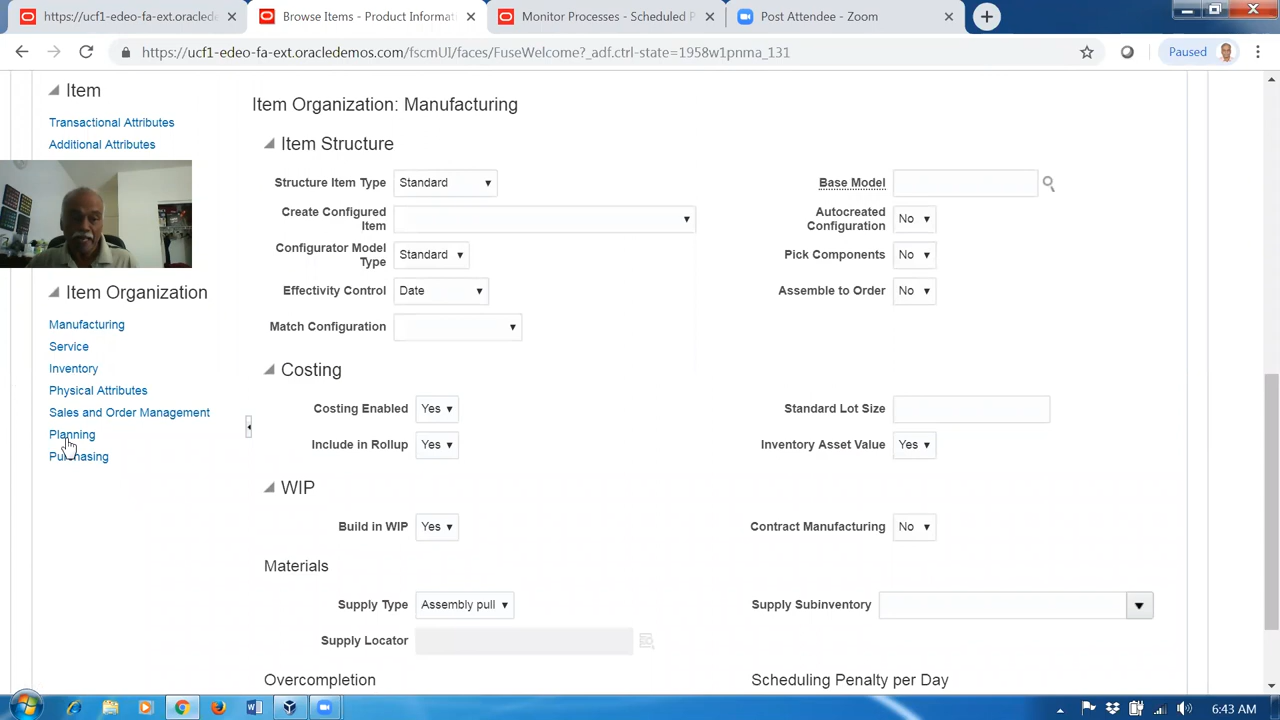 https://ucf1-edeo-fa-ext.oraclede
Browse Items - Product Informat
Processes - Scheduled P
Attendee - Zoom
https://ucf1-edeo-fa-ext.oracledemos.com/fscmUI/faces/FuseWelcome?_adf.ctrl-state=1958w1pnma_131
Paused
Item
Transactional Attributes
Additional Attributes
Item Organization
Manufacturing
Service
Inventory
Physical Attributes
Sales and Order Management
Planning
Purchasing
Item Organization: Manufacturing
Item Structure
Structure Item Type Standard
Base Model
Create Configured
Item
Autocreated
Configuration No
Configurator Model
Type Standard
Pick Components No
Effectivity Control Date
Assemble to Order No
Match Configuration
Costing
Costing Enabled Yes
Standard Lot Size
Include in Rollup Yes
Inventory Asset Value Yes
WIP
Build in WIP Yes
Contract Manufacturing No
Materials
Supply Type Assembly pull
Supply Subinventory
Supply Locator
Overcompletion
Scheduling Penalty per Day
6:43 AM